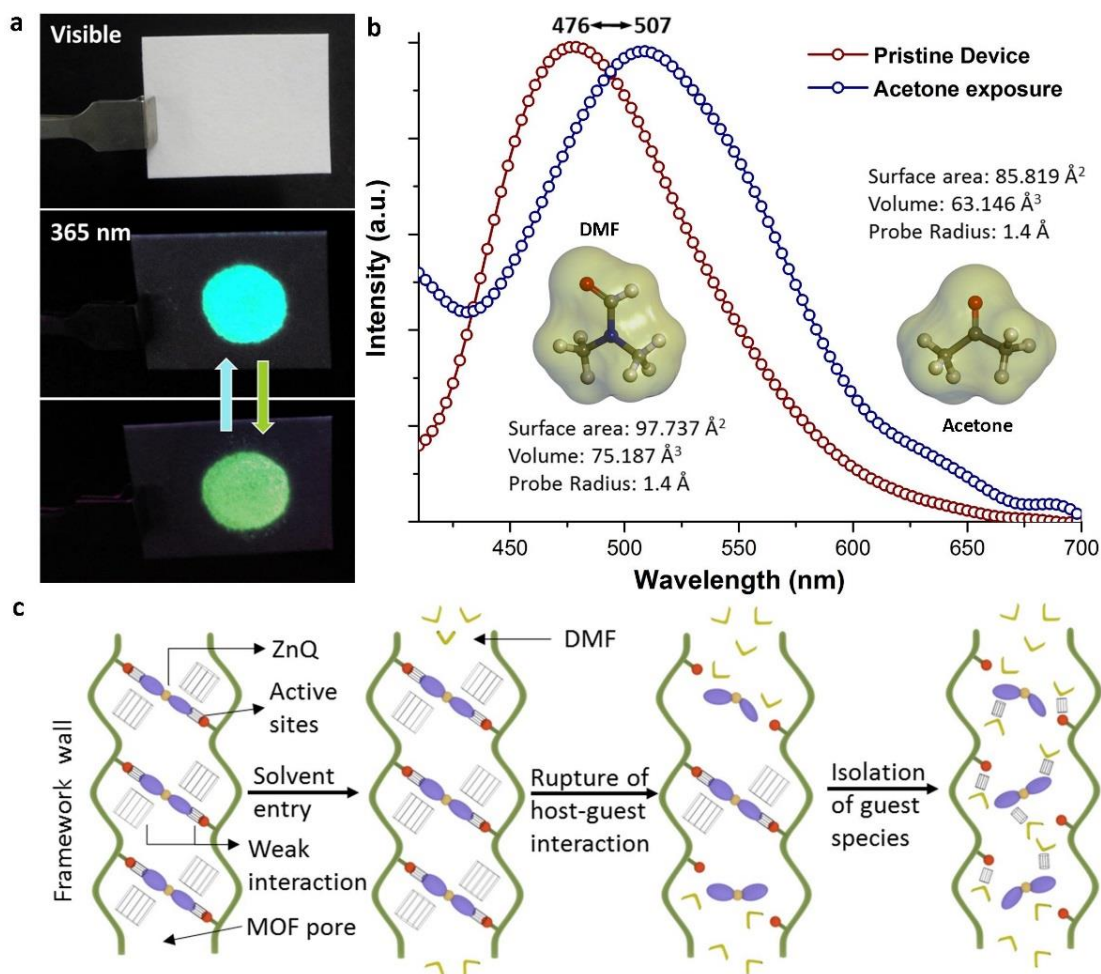 a
Visible
365 nm
b
476 ↔ 507
Pristine Device
Acetone exposure
Surface area: 85.819 Å²
Volume: 63.146 Å³
Probe Radius: 1.4 Å
DMF
Acetone
Surface area: 97.737 Å²
Volume: 75.187 Å³
Probe Radius: 1.4 Å
Intensity (a.u.)
450 500 550 600 650 700
Wavelength (nm)
c
Framework wall
ZnQ
Active
sites
Weak
interaction
MOF pore
Solvent
entry
DMF
Rupture of
host-guest
interaction
Isolation
of guest
species